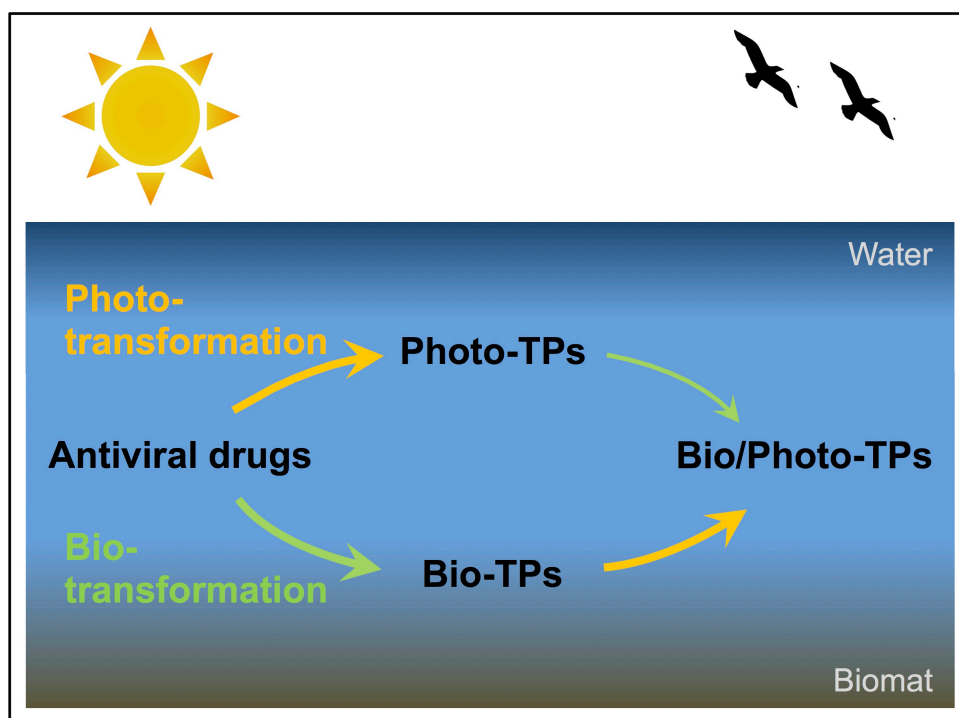 Water
Photo-
transformation
Photo-TPs
Antiviral drugs
Bio/Photo-TPs
Bio-
transformation
Bio-TPs
Biomat